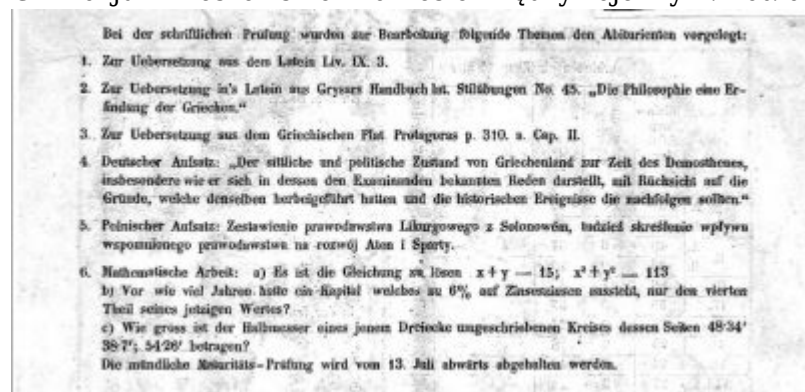 Bei der schriftlichen Prüfung wurden zur Bearbeitung folgende Themen den Abiturienten vorgelegt:
1. Zur Uebersetzung aus dem Latein Liv. IX. 3.
2. Zur Uebersetzung in's Latein aus Grysars Handbuch lat. Stilübungen No. 45. „Die Philosophie eine Er-
findung der Griechen.“
3. Zur Uebersetzung aus dem Griechischen Plat. Protagoras p. 310. a. Cap. II.
4. Deutscher Aufsatz: „Der sittliche und politische Zustand von Griechenland zur Zeit des Demosthenes,
insbesondere wie er sich in dessen den Examinanden bekannten Reden darstellt, mit Rücksicht auf die
Gründe, welche denselben herbeigeführt hatten und die historischen Ereignisse die nachfolgen sollten.“
5. Polnischer Aufsatz: Zestawienie prawodawstwa Likurgowego z Solonowém, tudzież skreślenie wpływu
wspomnionego prawodawstwa na rozwój Aten i Sparty.
6. Mathematische Arbeit: a) Es ist die Gleichung zu lösen x + y — 15; x² + y² — 113
b) Vor wie viel Jahren hatte ein Kapital welches zu 6% auf Zinseszinsen aussteht, nur den vierten
Theil seines jetzigen Wertes?
c) Wie gross ist der Halbmesser eines jenem Dreiecke umgeschriebenen Kreises dessen Seiten 48·34'
38·7'; 54·26' betragen?
Die mündliche Maturitäts-Prüfung wird vom 13. Juli abwärts abgehalten werden.